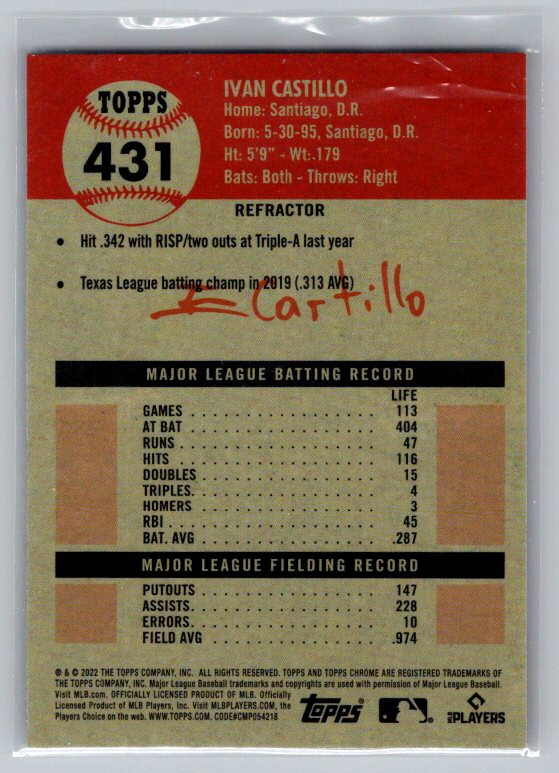 TOPPS
431
IVAN CASTILLO
Home: Santiago, D.R.
Born: 5-30-95, Santiago, D.R.
Ht: 5'9" - Wt:.179
Bats: Both - Throws: Right
REFRACTOR
• Hit .342 with RISP/two outs at Triple-A last year
• Texas League batting champ in 2019 (.313 AVG)
Castillo
MAJOR LEAGUE BATTING RECORD
LIFE
GAMES . . . . . . . . . . . . . . . . . 113
AT BAT . . . . . . . . . . . . . . . . . 404
RUNS . . . . . . . . . . . . . . . . . 47
HITS . . . . . . . . . . . . . . . . . 116
DOUBLES . . . . . . . . . . . . . . . . 15
TRIPLES. . . . . . . . . . . . . . . . . 4
HOMERS . . . . . . . . . . . . . . . . 3
RBI . . . . . . . . . . . . . . . . . . 45
BAT. AVG . . . . . . . . . . . . . . . .287
MAJOR LEAGUE FIELDING RECORD
PUTOUTS . . . . . . . . . . . . . . . . 147
ASSISTS. . . . . . . . . . . . . . . . . 228
ERRORS. . . . . . . . . . . . . . . . . 10
FIELD AVG . . . . . . . . . . . . . . . .974
® & © 2022 THE TOPPS COMPANY, INC. ALL RIGHTS RESERVED. TOPPS AND TOPPS CHROME ARE REGISTERED TRADEMARKS OF
THE TOPPS COMPANY, INC. Major League Baseball trademarks and copyrights are used with permission of Major League Baseball.
Visit MLB.com. OFFICIALLY LICENSED PRODUCT OF MLB. Officially
Licensed Product of MLB Players, Inc. Visit MLBPLAYERS.COM, the
Players Choice on the web. WWW.TOPPS.COM. CODE#CMP054218
Topps
MLB PLAYERS